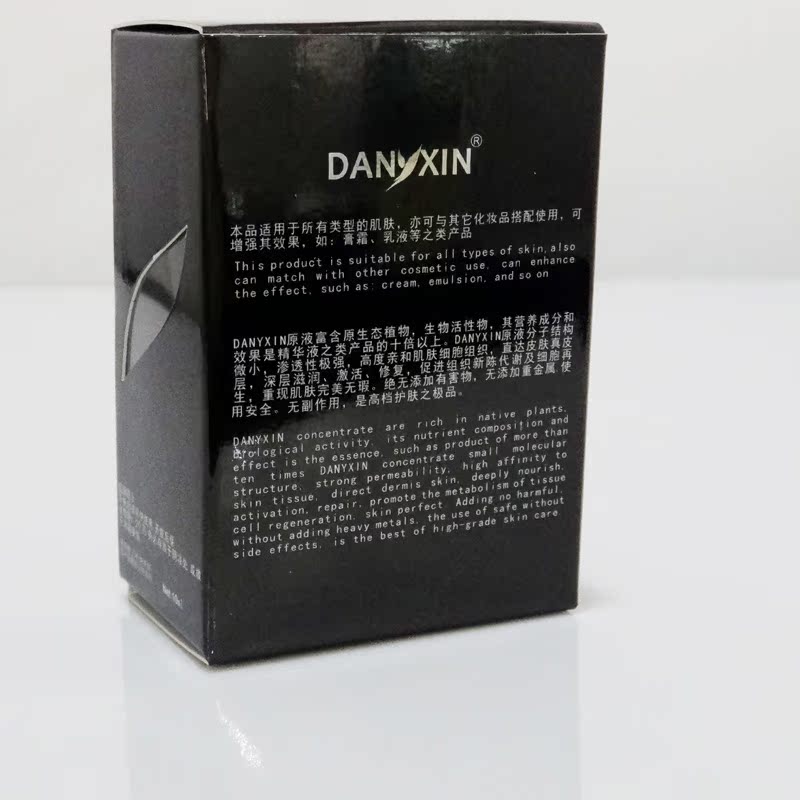 DANYXIN®
本品适用于所有类型的肌肤，亦可与其它化妆品搭配使用，可
增强其效果，如：膏霜、乳液等之类产品
This product is suitable for all types of skin, also
can match with other cosmetic use, can enhance
the effect, such as: cream, emulsion, and so on
DANYXIN原液富含原生态植物，生物活性物，其营养成分和
效果是精华液之类产品的十倍以上。DANYXIN原液分子结构
微小，渗透性极强，高度亲和肌肤细胞组织，直达皮肤真皮
层，深层滋润、激活、修复，促进组织新陈代谢及细胞再
生，重现肌肤完美无瑕。绝无添加有害物，无添加重金属 使
用安全。无副作用，是高档护肤之极品。
DANYXIN concentrate are rich in native plants,
biological activity, its nutrient composition and
effect is the essence, such as product of more than
ten times DANYXIN concentrate small molecular
structure, strong permeability, high affinity to
skin tissue, direct dermis skin, deeply nourish,
activation, repair, promote the metabolism of tissue
cell regeneration, skin perfect. Adding no harmful,
without adding heavy metals, the use of safe without
side effects, is the best of high-grade skin care